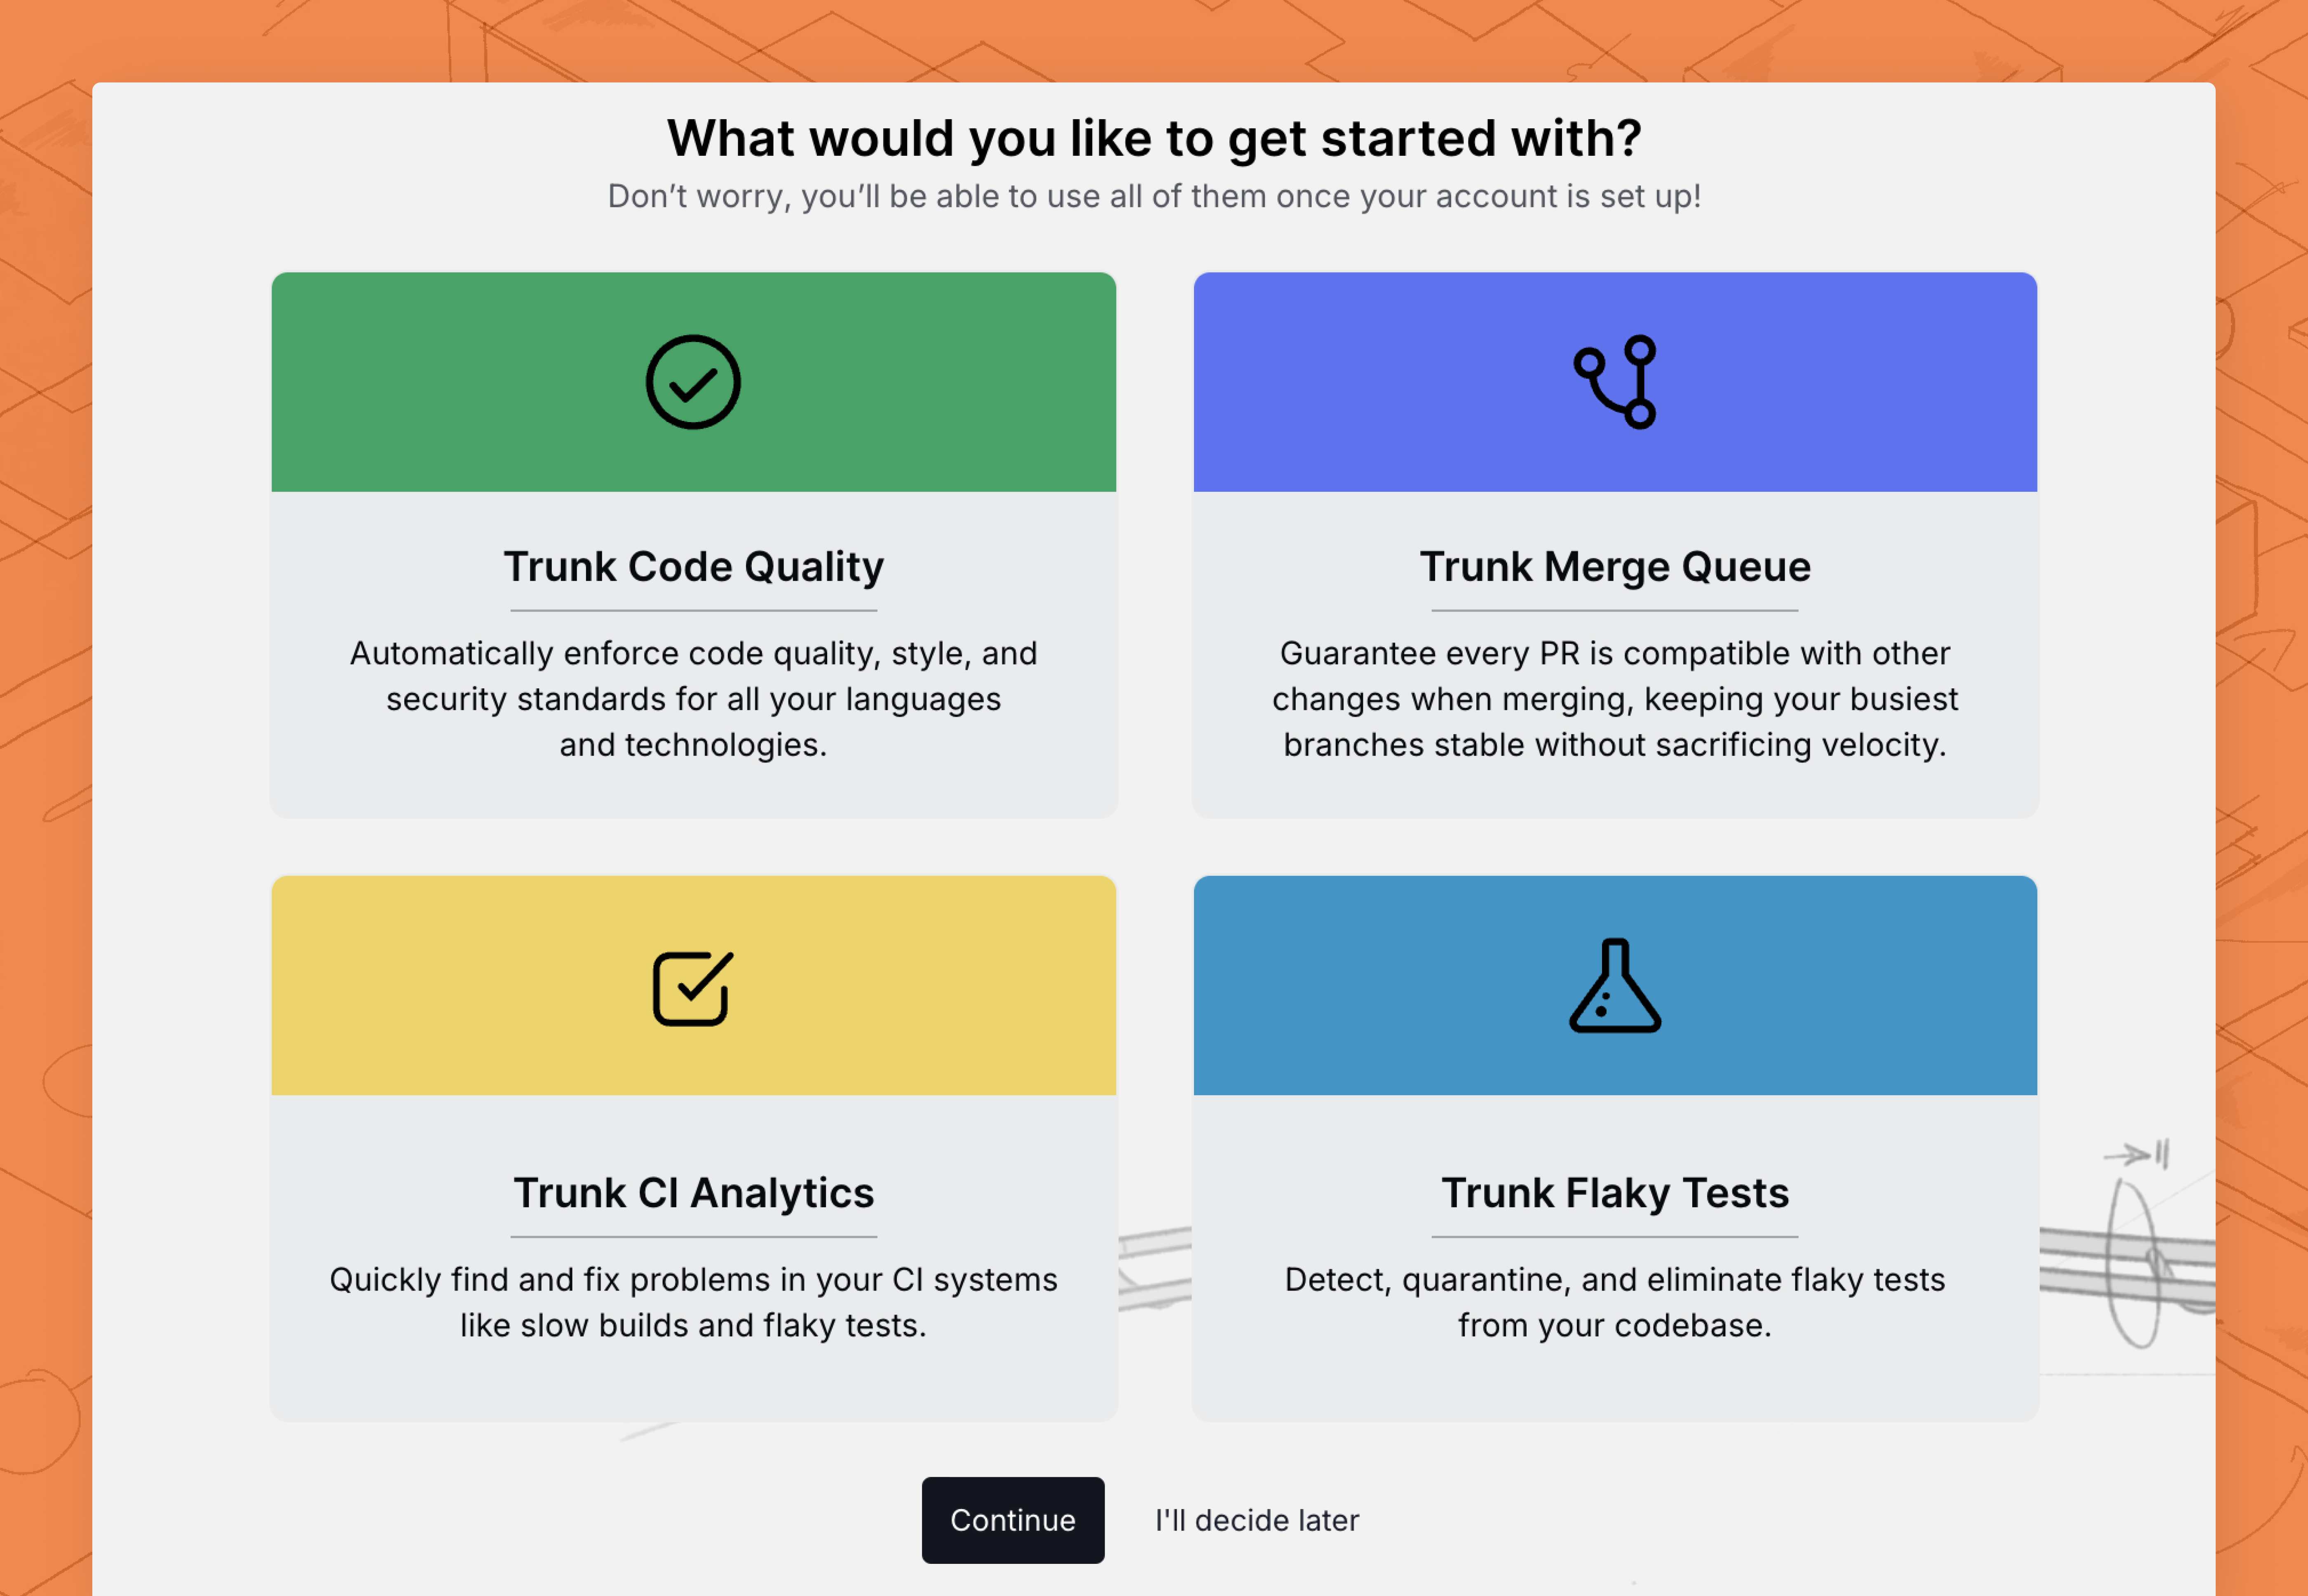 What would you like to get started with?
Don’t worry, you’ll be able to use all of them once your account is set up!
Trunk Code Quality
Automatically enforce code quality, style, and
security standards for all your languages
and technologies.
Trunk Merge Queue
Guarantee every PR is compatible with other
changes when merging, keeping your busiest
branches stable without sacrificing velocity.
Trunk CI Analytics
Quickly find and fix problems in your CI systems
like slow builds and flaky tests.
Trunk Flaky Tests
Detect, quarantine, and eliminate flaky tests
from your codebase.
Continue
I'll decide later